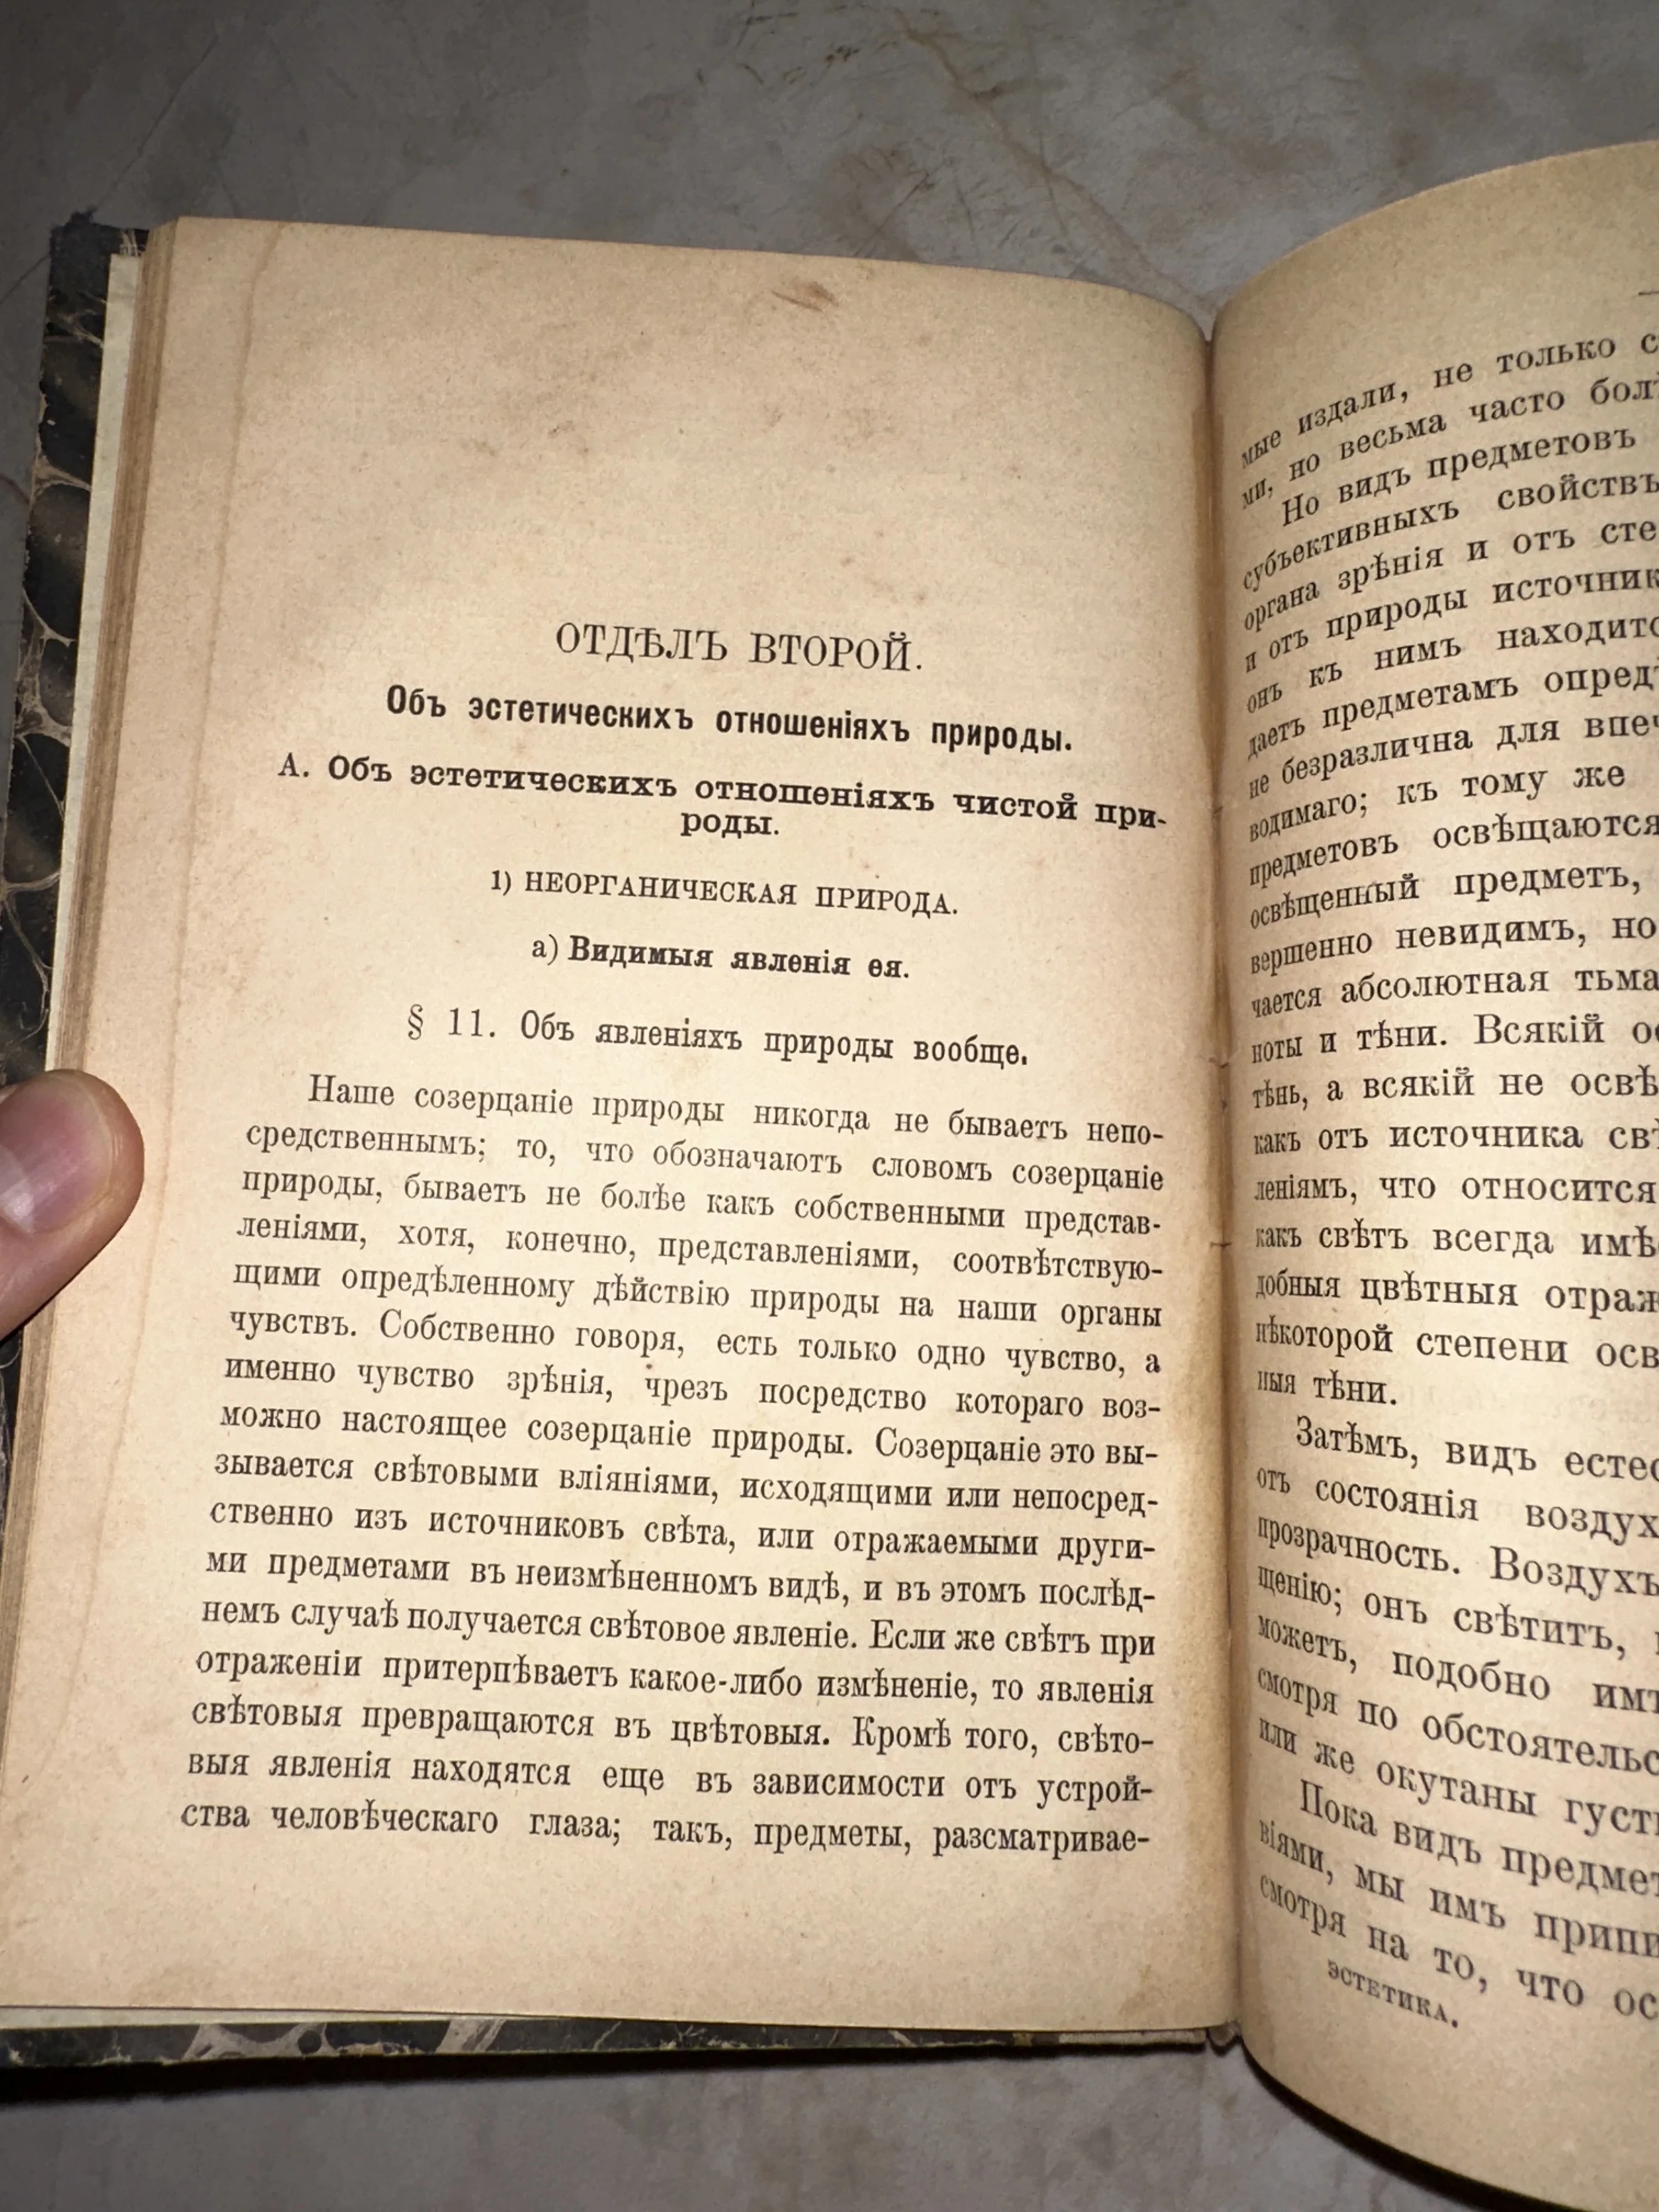 ОТДѢЛЪ ВТОРОЙ.
Объ эстетическихъ отношеніяхъ природы.
А. Объ эстетическихъ отношеніяхъ чистой при-
роды.
1) НЕОРГАНИЧЕСКАЯ ПРИРОДА.
а) Видимыя явленія ея.
§ 11. Объ явленіяхъ природы вообще.
Наше созерцаніе природы никогда не бываетъ непо-
средственнымъ; то, что обозначаютъ словомъ созерцаніе
природы, бываетъ не болѣе какъ собственными представ-
леніями, хотя, конечно, представленіями, соотвѣтствую-
щими опредѣленному дѣйствію природы на наши органы
чувствъ. Собственно говоря, есть только одно чувство, а
именно чувство зрѣнія, чрезъ посредство котораго воз-
можно настоящее созерцаніе природы. Созерцаніе это вы-
зывается свѣтовыми вліяніями, исходящими или непосред-
ственно изъ источниковъ свѣта, или отражаемыми други-
ми предметами въ неизмѣненномъ видѣ, и въ этомъ послѣд-
немъ случаѣ получается свѣтовое явленіе. Если же свѣтъ при
отраженіи притерпѣваетъ какое-либо измѣненіе, то явленія
свѣтовыя превращаются въ цвѣтовыя. Кромѣ того, свѣто-
выя явленія находятся еще въ зависимости отъ устрой-
ства человѣческаго глаза; такъ, предметы, разсматривае-
мые издали, не только
ми, но весьма часто
Но видъ предметовъ
субъективныхъ свойствъ
органа зрѣнія и отъ сте
и отъ природы источник
онъ къ нимъ находит
даетъ предметамъ опред
не безразлична для впеч
водимаго; къ тому же
предметовъ освѣщаются
освѣщенный предметъ,
вершенно невидимъ, но
чается абсолютная тьма
ноты и тѣни. Всякій
тѣнь, а всякій не освѣ
какъ отъ источника свѣ
леніямъ, что относится
какъ свѣтъ всегда имѣ
добныя цвѣтныя отраж
нѣкоторой степени осв
ныя тѣни.
Затѣмъ, видъ естес
отъ состоянія воздух
прозрачность. Воздухъ
щенію; онъ свѣтитъ,
можетъ, подобно имъ
смотря по обстоятельс
или же окутаны густ
Пока видъ предмет
віями, мы имъ припи
смотря на то, что ос
ЭСТЕТИКА.